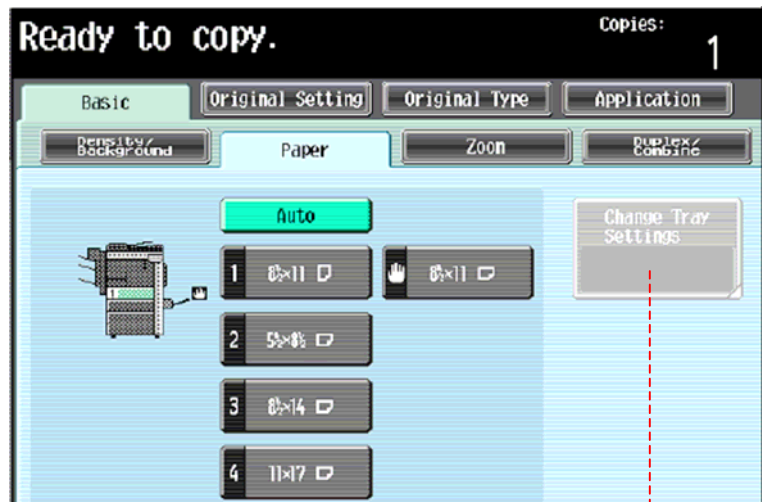 Ready to copy.
Copies:
1
Basic
Original Setting
Original Type
Application
Density/
Background
Paper
Zoom
Duplex/
Combine
Auto
Change Tray
Settings
1 8½×11
8½×11
1
2 5½×8½
3 8½×14
4 11×17